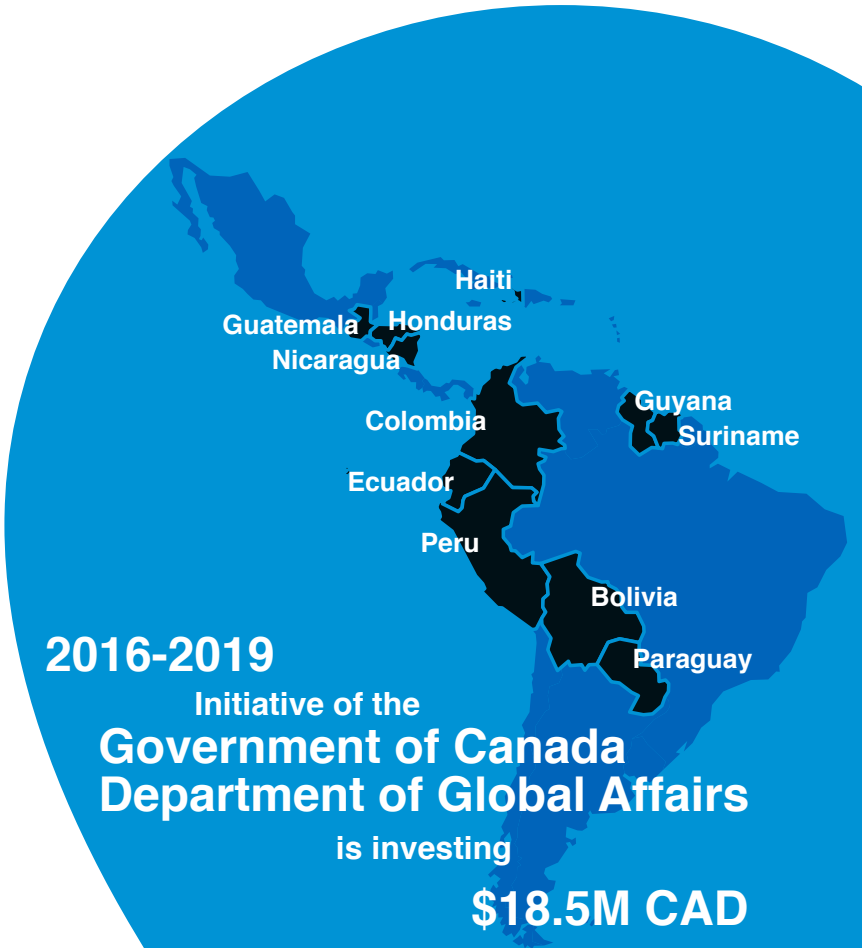 Haiti
Guatemala
Honduras
Nicaragua
Guyana
Colombia
Suriname
Ecuador
Peru
Bolivia
2016-2019
Paraguay
Initiative of the
Government of Canada
Department of Global Affairs
is investing
$18.5M CAD